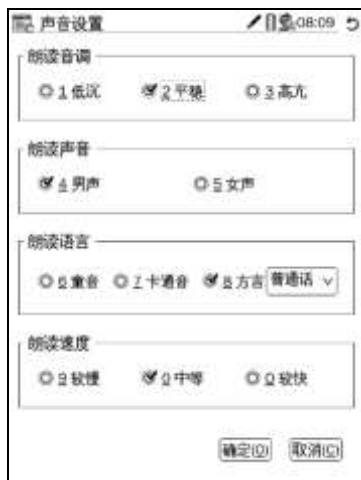 声音设置 08:09
朗读音调
1 低沉 2 平稳 3 高亢
朗读声音
4 男声 5 女声
朗读语言
6 童音 7 卡通音 8 方言 普通话
朗读速度
9 较慢 0 中等 Q 较快
确定(O) 取消(C)